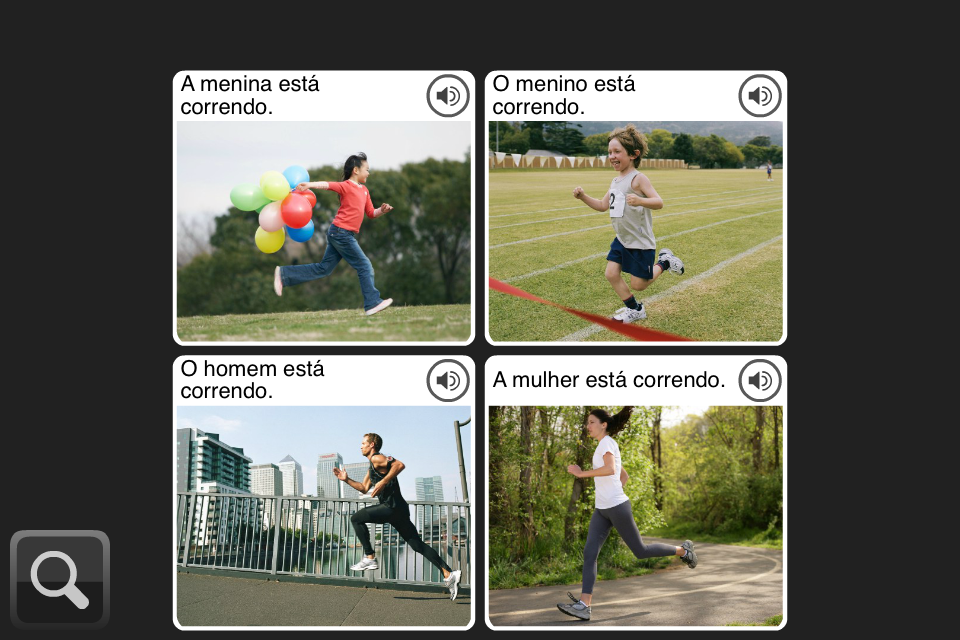 A menina está
correndo.
O menino está
correndo.
2
O homem está
correndo.
A mulher está correndo.